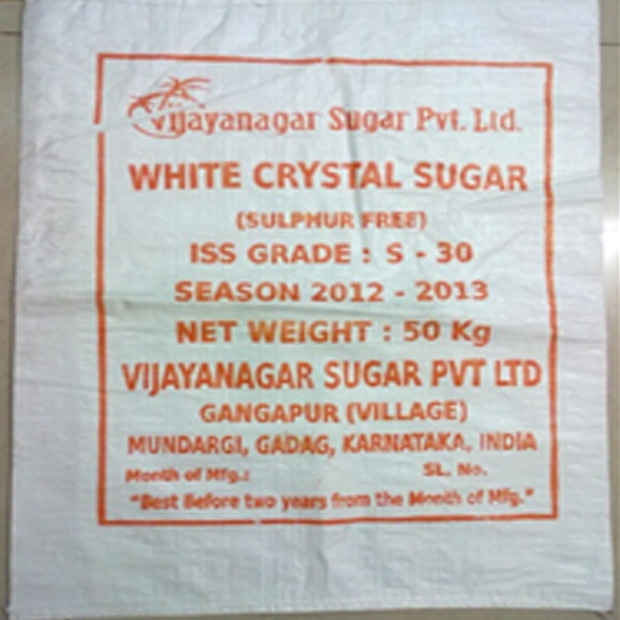 Vijayanagar Sugar Pvt. Ltd.
WHITE CRYSTAL SUGAR
(SULPHUR FREE)
ISS GRADE : S - 30
SEASON 2012 - 2013
NET WEIGHT : 50 Kg
VIJAYANAGAR SUGAR PVT LTD
GANGAPUR (VILLAGE)
MUNDARGI, GADAG, KARNATAKA, INDIA
Month of Mfg.: SL. No.
"Best Before two years from the Month of Mfg."